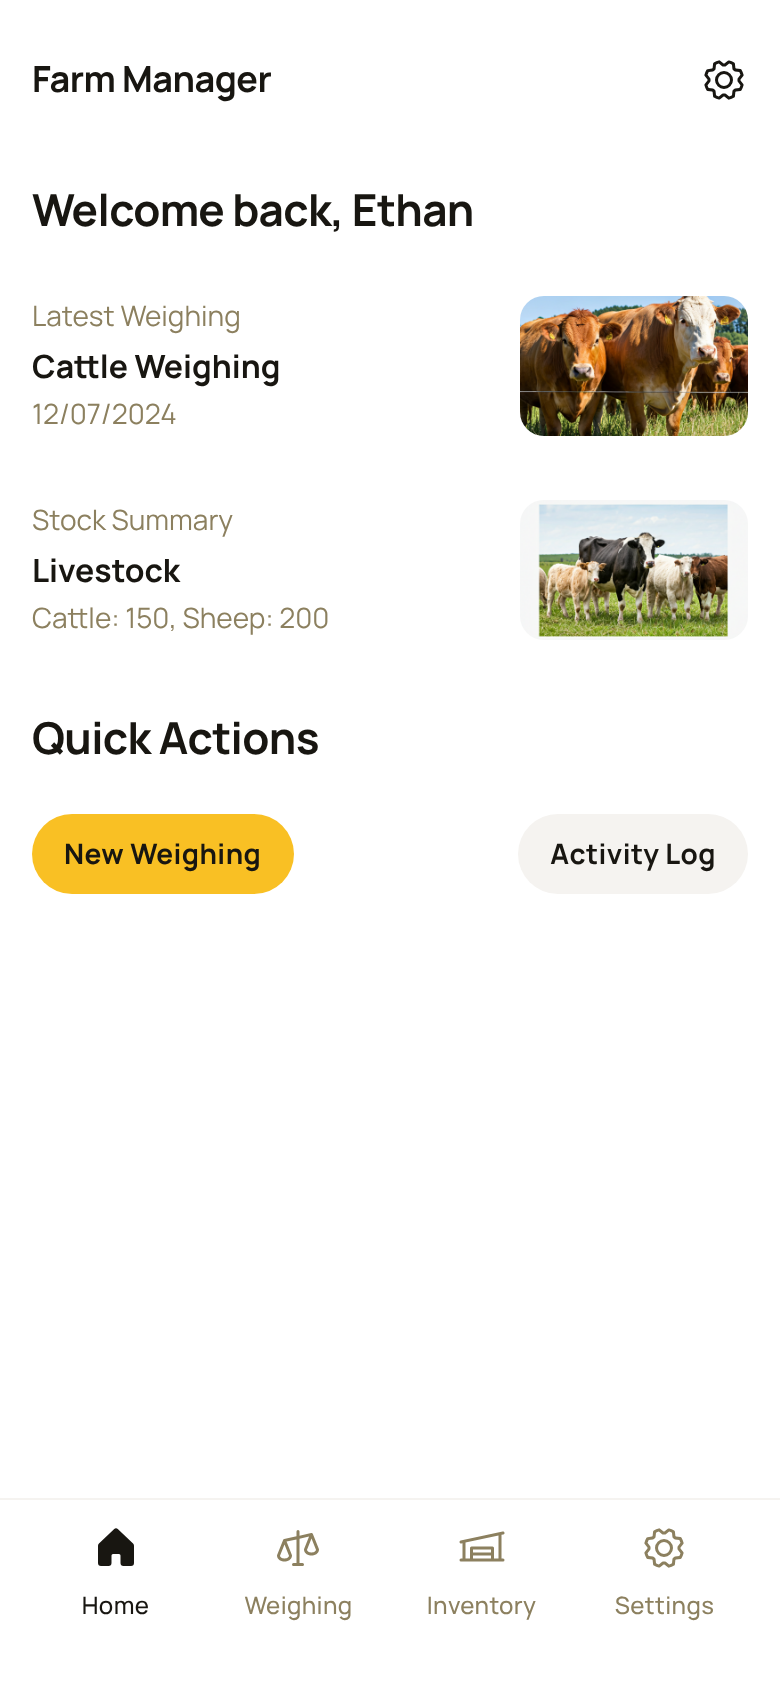 Farm Manager
Welcome back, Ethan
Latest Weighing
Cattle Weighing
12/07/2024
Stock Summary
Livestock
Cattle: 150, Sheep: 200
Quick Actions
New Weighing
Activity Log
Home
Weighing
Inventory
Settings